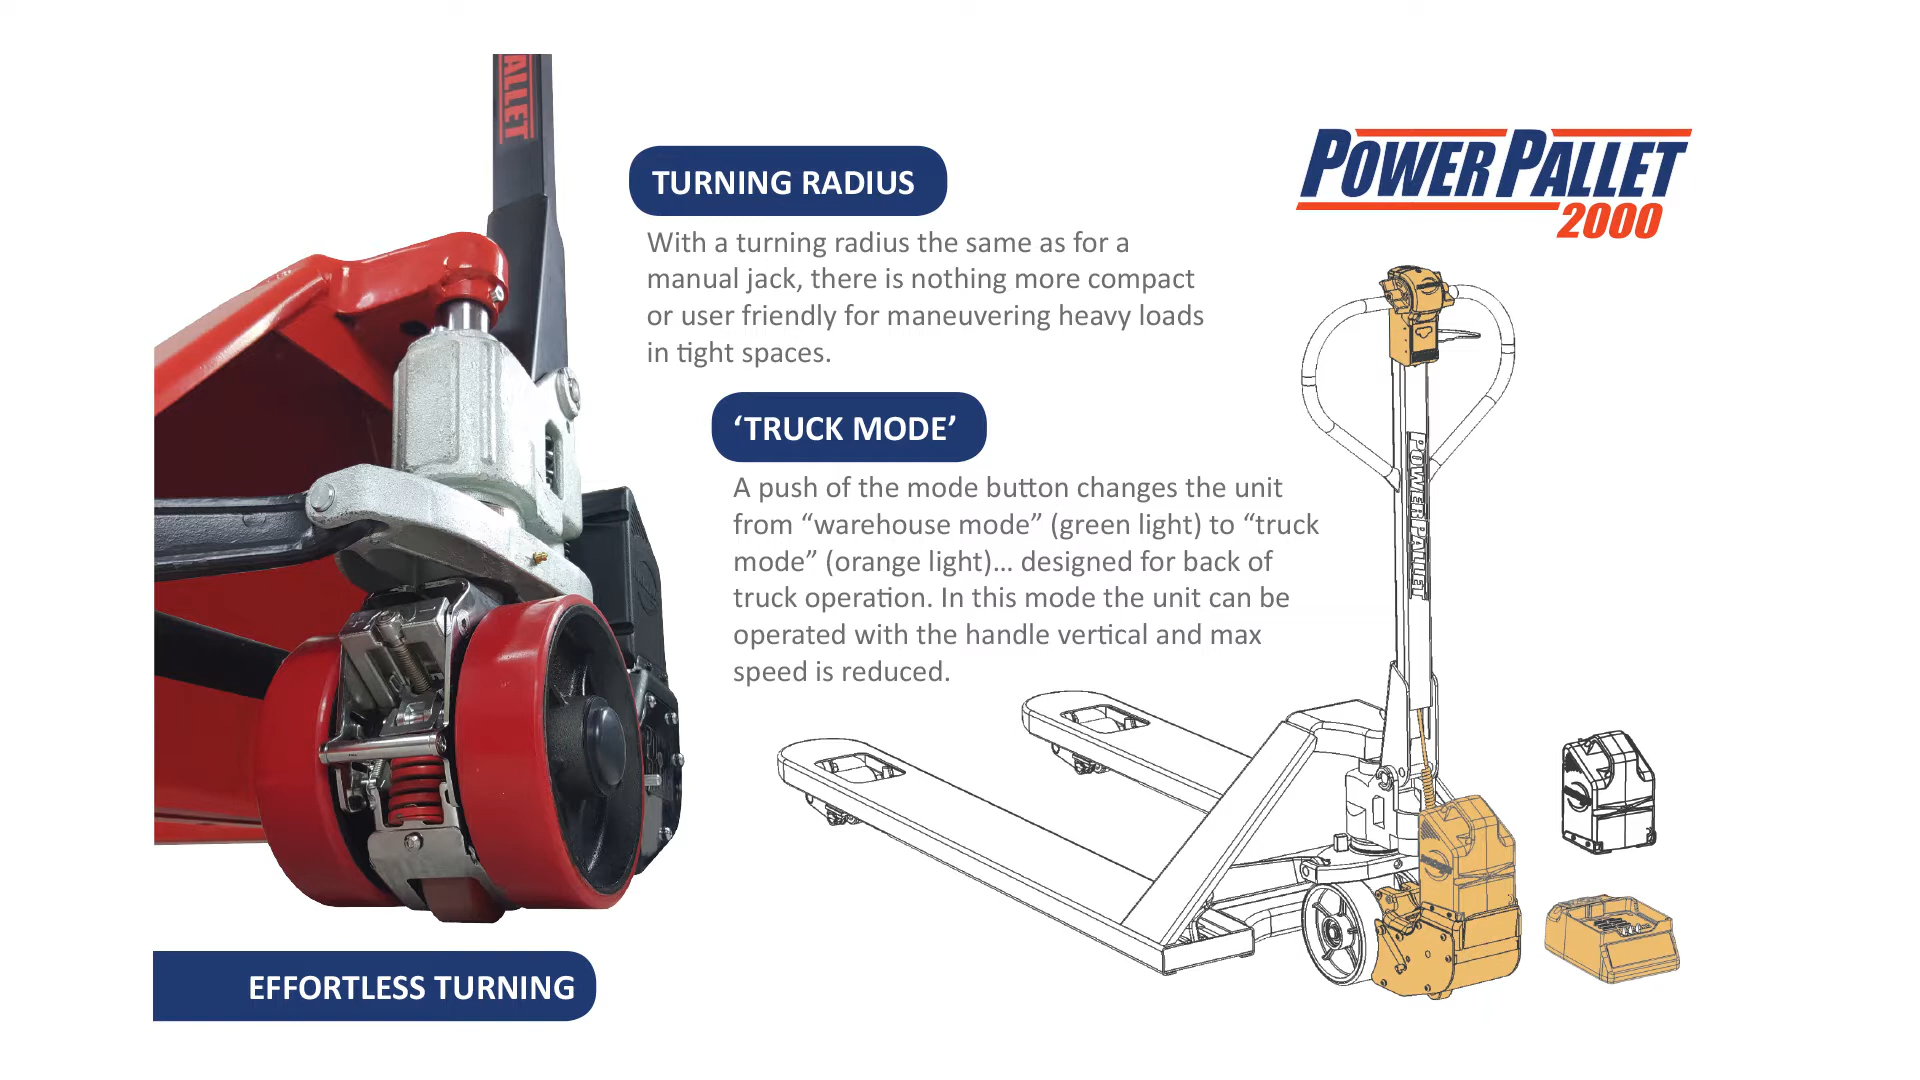 PALLET
TURNING RADIUS
With a turning radius the same as for a
manual jack, there is nothing more compact
or user friendly for maneuvering heavy loads
in tight spaces.
POWER PALLET
2000
‘TRUCK MODE’
A push of the mode button changes the unit
from “warehouse mode” (green light) to “truck
mode” (orange light)... designed for back of
truck operation. In this mode the unit can be
operated with the handle vertical and max
speed is reduced.
POWER PALLET
EFFORTLESS TURNING